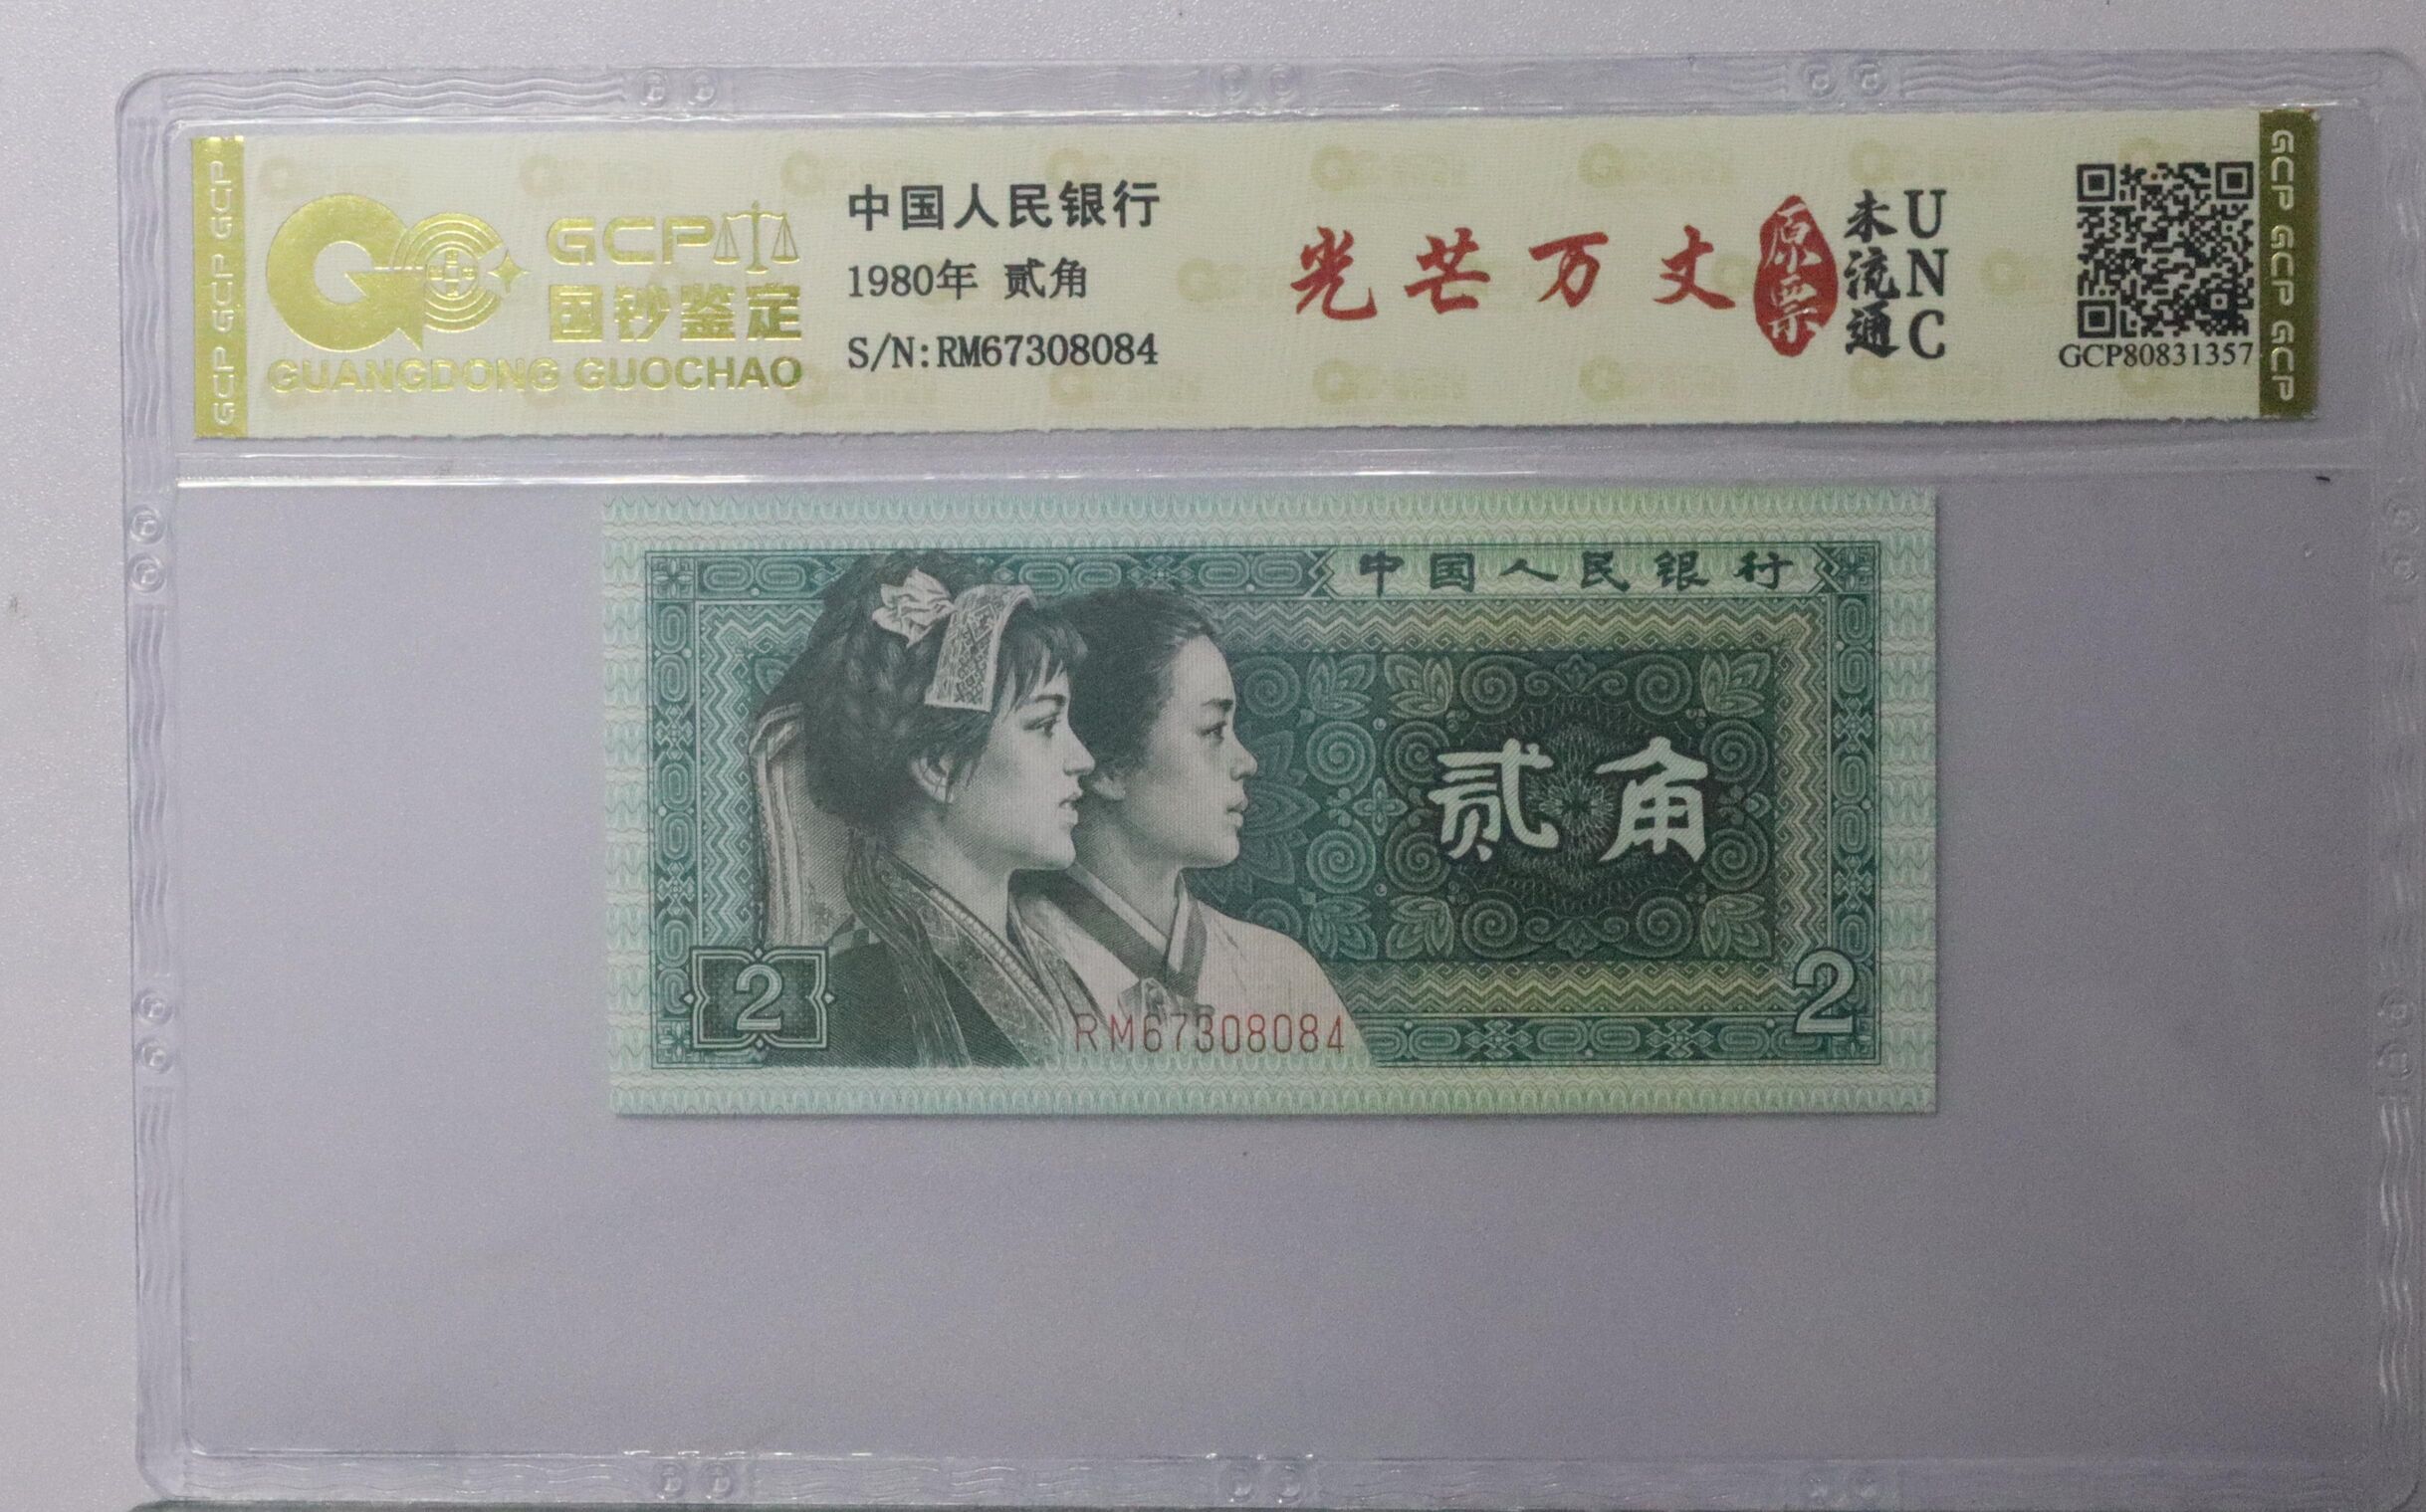 GCP GCP GCP
GCP
国钞鉴定
GUANGDONG GUOCHAO
中国人民银行
1980年 贰角
S/N:RM67308084
光芒万丈
原票
未流通
UNC
GCP80831357
GCP GCP GCP
中国人民银行
贰角
2
RM67308084
2